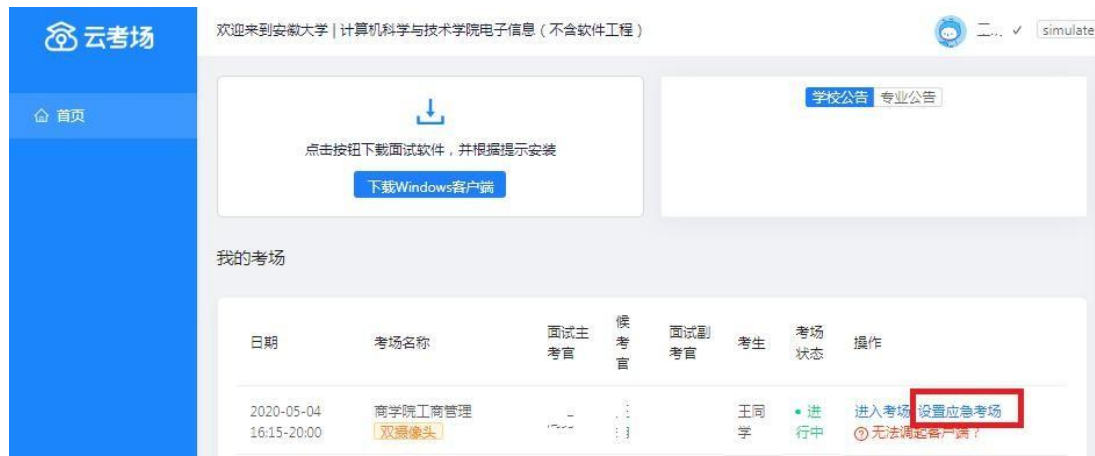 云考场
欢迎来到安徽大学 | 计算机科学与技术学院电子信息（不含软件工程）
二... simulate
首页
点击按钮下载面试软件，并根据提示安装
下载Windows客户端
学校公告 专业公告
我的考场
日期 考场名称 面试主考官 候考官 面试副考官 考生 考场状态 操作
2020-05-04
16:15-20:00
商学院工商管理
双摄像头
王同学
进行中
进入考场 设置应急考场
无法调起客户端？